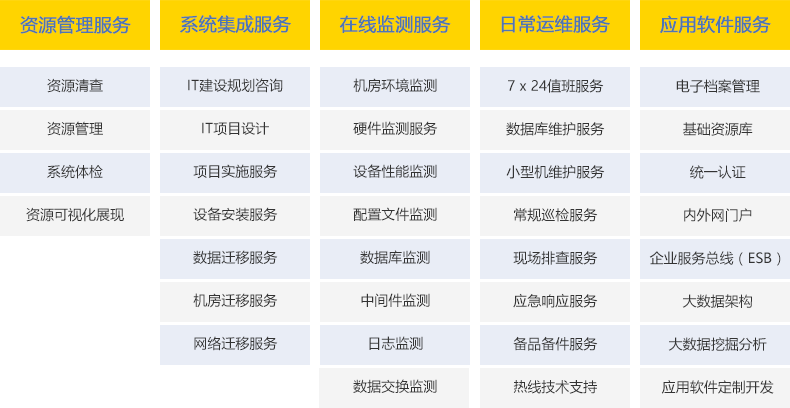 资源管理服务
系统集成服务
在线监测服务
日常运维服务
应用软件服务
资源清查
IT建设规划咨询
机房环境监测
7 x 24值班服务
电子档案管理
资源管理
IT项目设计
硬件监测服务
数据库维护服务
基础资源库
系统体检
项目实施服务
设备性能监测
小型机维护服务
统一认证
资源可视化展现
设备安装服务
配置文件监测
常规巡检服务
内外网门户
数据迁移服务
数据库监测
现场排查服务
企业服务总线（ESB）
机房迁移服务
中间件监测
应急响应服务
大数据架构
网络迁移服务
日志监测
备品备件服务
大数据挖掘分析
数据交换监测
热线技术支持
应用软件定制开发